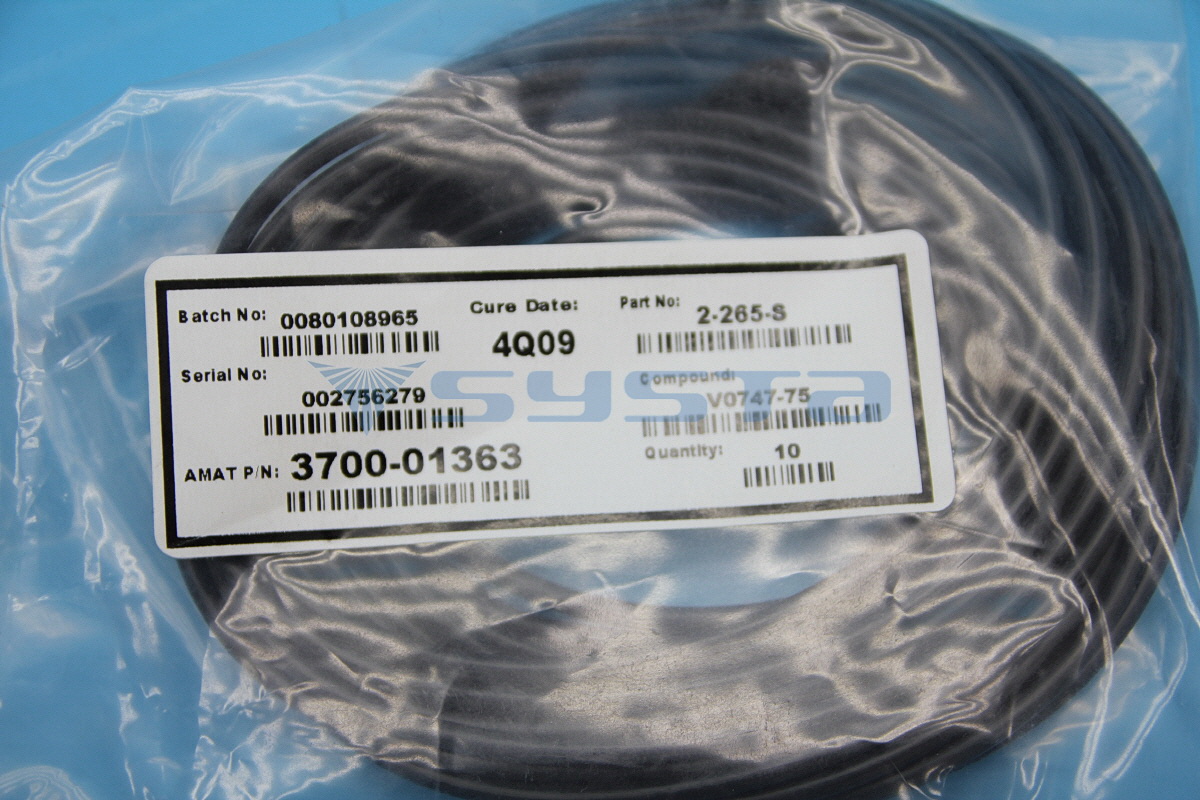 Batch No: 0080108965
Cure Date: 4Q09
Part No: 2-265-S
Serial No: 002756279
Compound: V0747-75
AMAT P/N: 3700-01363
Quantity: 10
systa